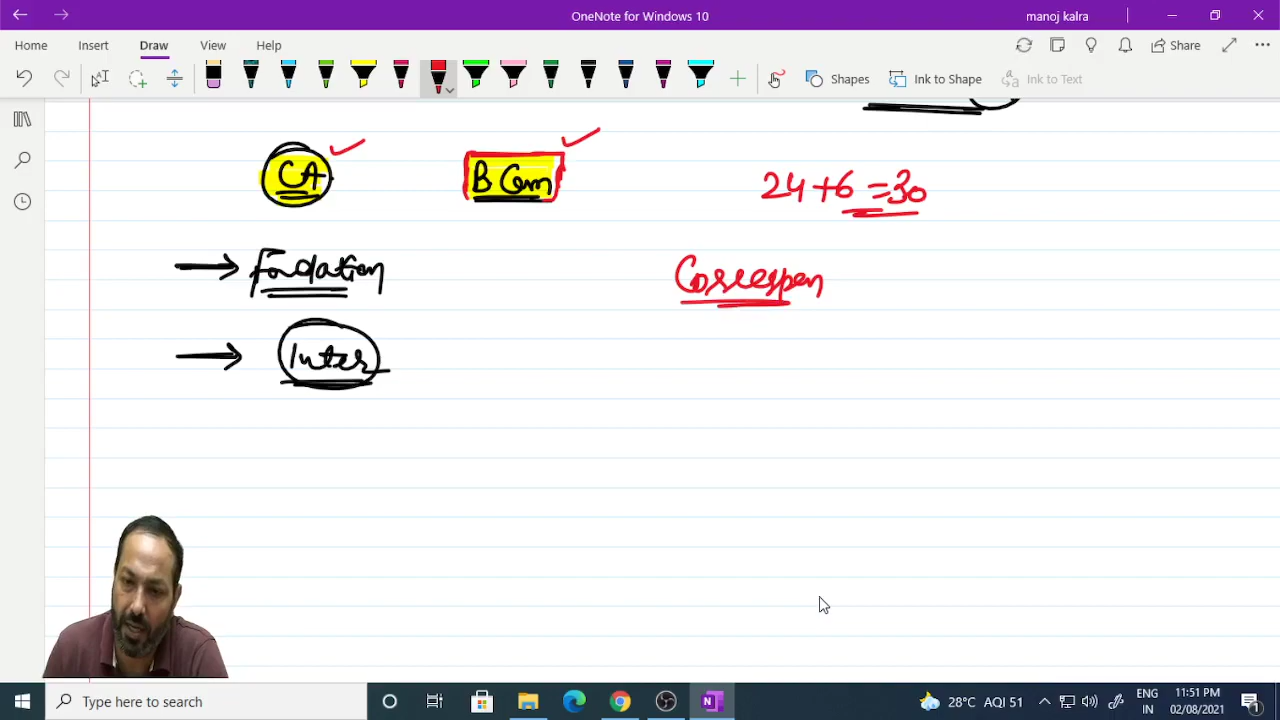 OneNote for Windows 10
manoj kalra
Home Insert Draw View Help
Share
Shapes Ink to Shape Ink to Text
CA B Com 24+6=30
Foundation Correspon
Inter
Type here to search
28°C AQI 51
ENG
IN
11:51 PM
02/08/2021
1